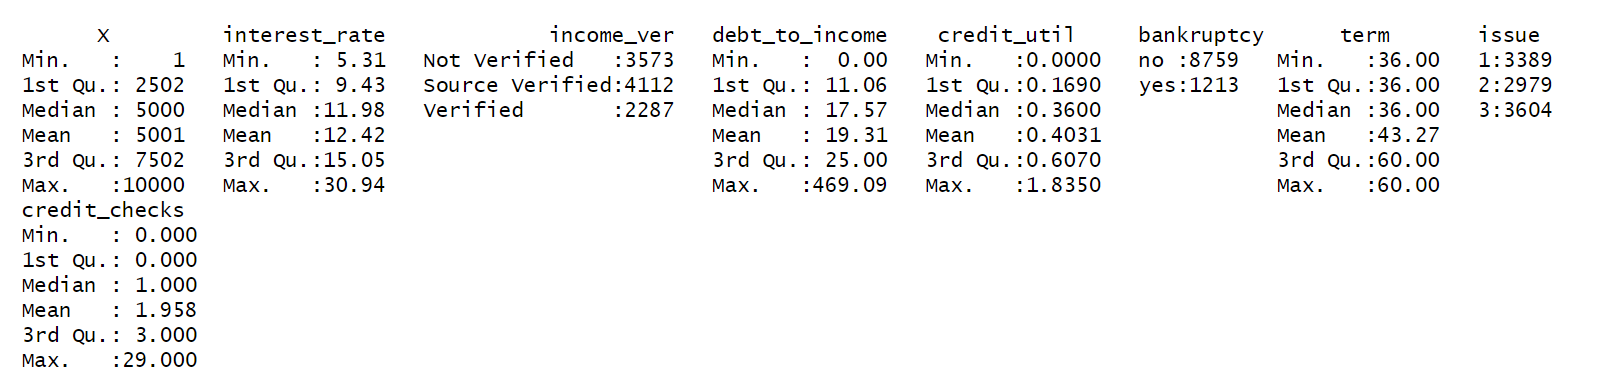 X         interest_rate             income_ver   debt_to_income    credit_util     bankruptcy      term       issue
Min.   :    1   Min.   : 5.31   Not Verified   :3573   Min.   :  0.00   Min.   :0.0000   no :8759   Min.   :36.00   1:3389
1st Qu.: 2502   1st Qu.: 9.43   Source Verified:4112   1st Qu.: 11.06   1st Qu.:0.1690   yes:1213   1st Qu.:36.00   2:2979
Median : 5000   Median :11.98   Verified       :2287   Median : 17.57   Median :0.3600              Median :36.00   3:3604
Mean   : 5001   Mean   :12.42                          Mean   : 19.31   Mean   :0.4031              Mean   :43.27
3rd Qu.: 7502   3rd Qu.:15.05                          3rd Qu.: 25.00   3rd Qu.:0.6070              3rd Qu.:60.00
Max.   :10000   Max.   :30.94                          Max.   :469.09   Max.   :1.8350              Max.   :60.00
credit_checks
Min.   : 0.000
1st Qu.: 0.000
Median : 1.000
Mean   : 1.958
3rd Qu.: 3.000
Max.   :29.000